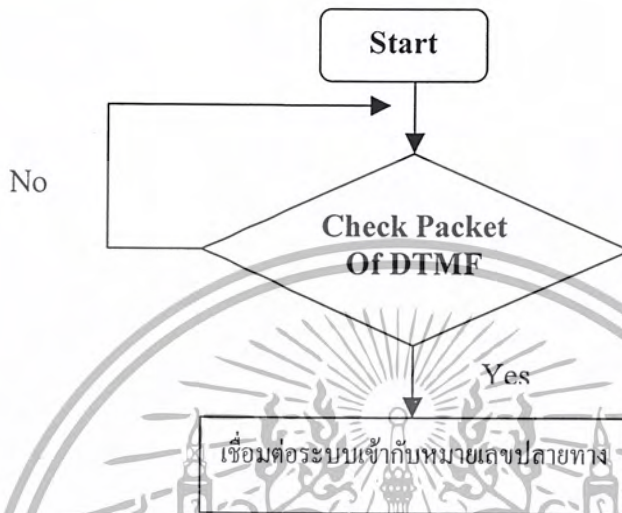 Start
No
Check Packet
Of DTMF
Yes
เชื่อมต่อระบบเข้ากับหมายเลขปลายทาง